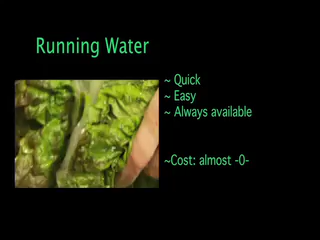 Running Water
~ Quick
~ Easy
~ Always available
~Cost: almost -0-